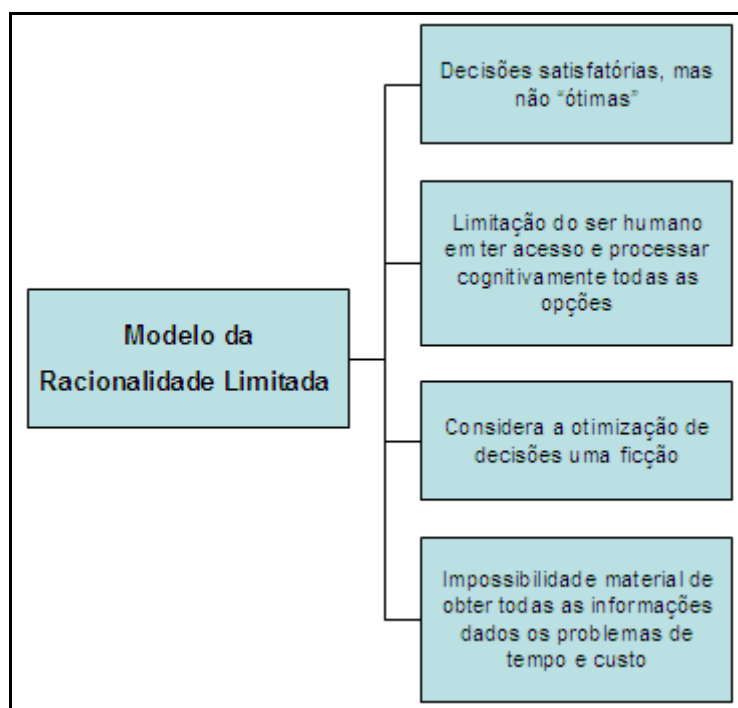 Decisões satisfatórias, mas
não “ótimas”
Limitação do ser humano
em ter acesso e processar
cognitivamente todas as
opções
Modelo da
Racionalidade Limitada
Considera a otimização de
decisões uma ficção
Impossibilidade material de
obter todas as informações
dados os problemas de
tempo e custo